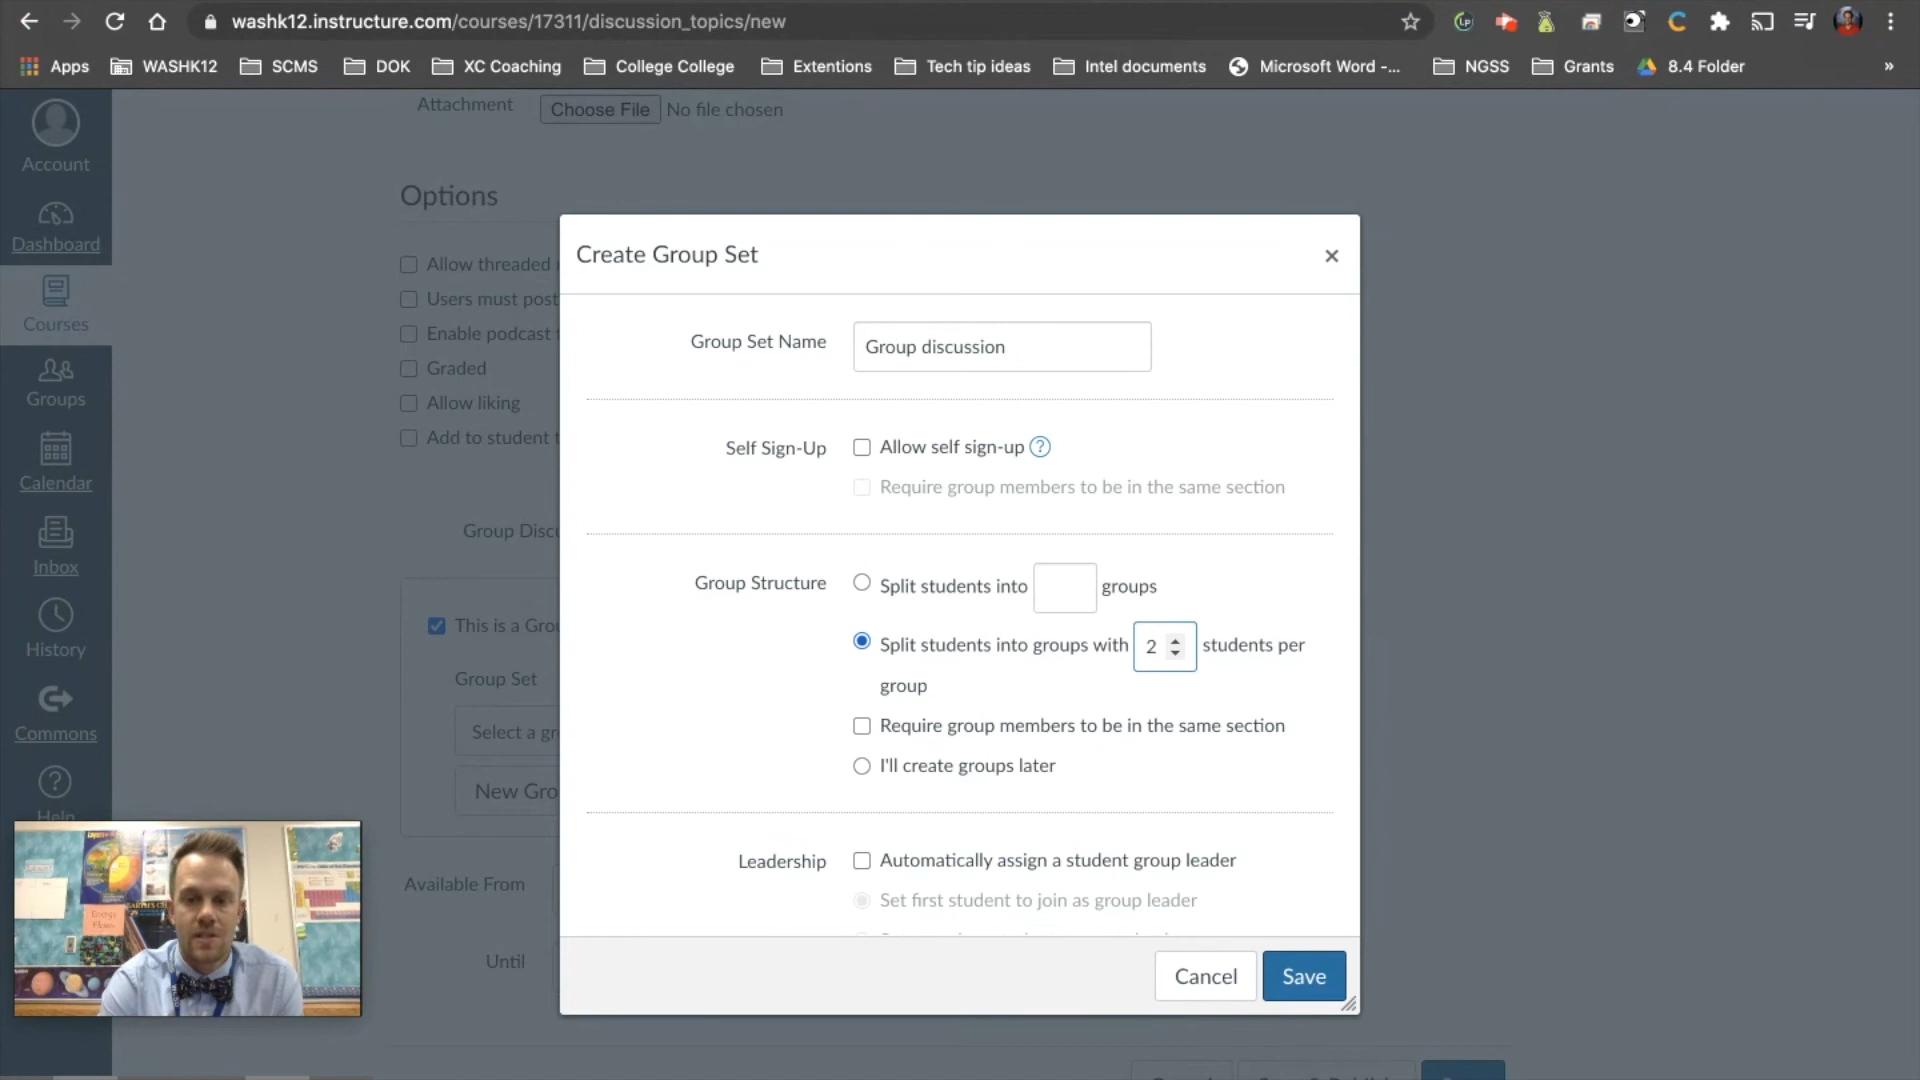 washk12.instructure.com/courses/17311/discussion_topics/new
Apps WASHK12 SCMS DOK XC Coaching College College Extentions Tech tip ideas Intel documents Microsoft Word -... NGSS Grants 8.4 Folder »
Account
Dashboard
Courses
Groups
Calendar
Inbox
History
Commons
Help
Attachment Choose File No file chosen
Options
Allow threaded
Users must post
Enable podcast
Graded
Allow liking
Add to student
Group Disc
This is a Gro
Group Set
Select a gr
New Gro
Available From
Until
Create Group Set ×
Group Set Name Group discussion
Self Sign-Up Allow self sign-up ?
Require group members to be in the same section
Group Structure Split students into groups
Split students into groups with 2 students per
group
Require group members to be in the same section
I'll create groups later
Leadership Automatically assign a student group leader
Set first student to join as group leader
Cancel Save
Energy
Flows